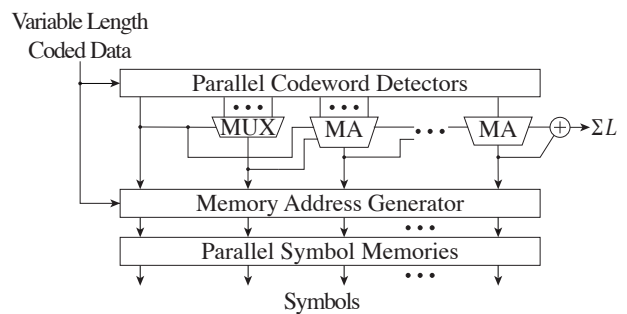 Variable Length
Coded Data
Parallel Codeword Detectors
MUX
MA
MA
ΣL
Memory Address Generator
Parallel Symbol Memories
Symbols